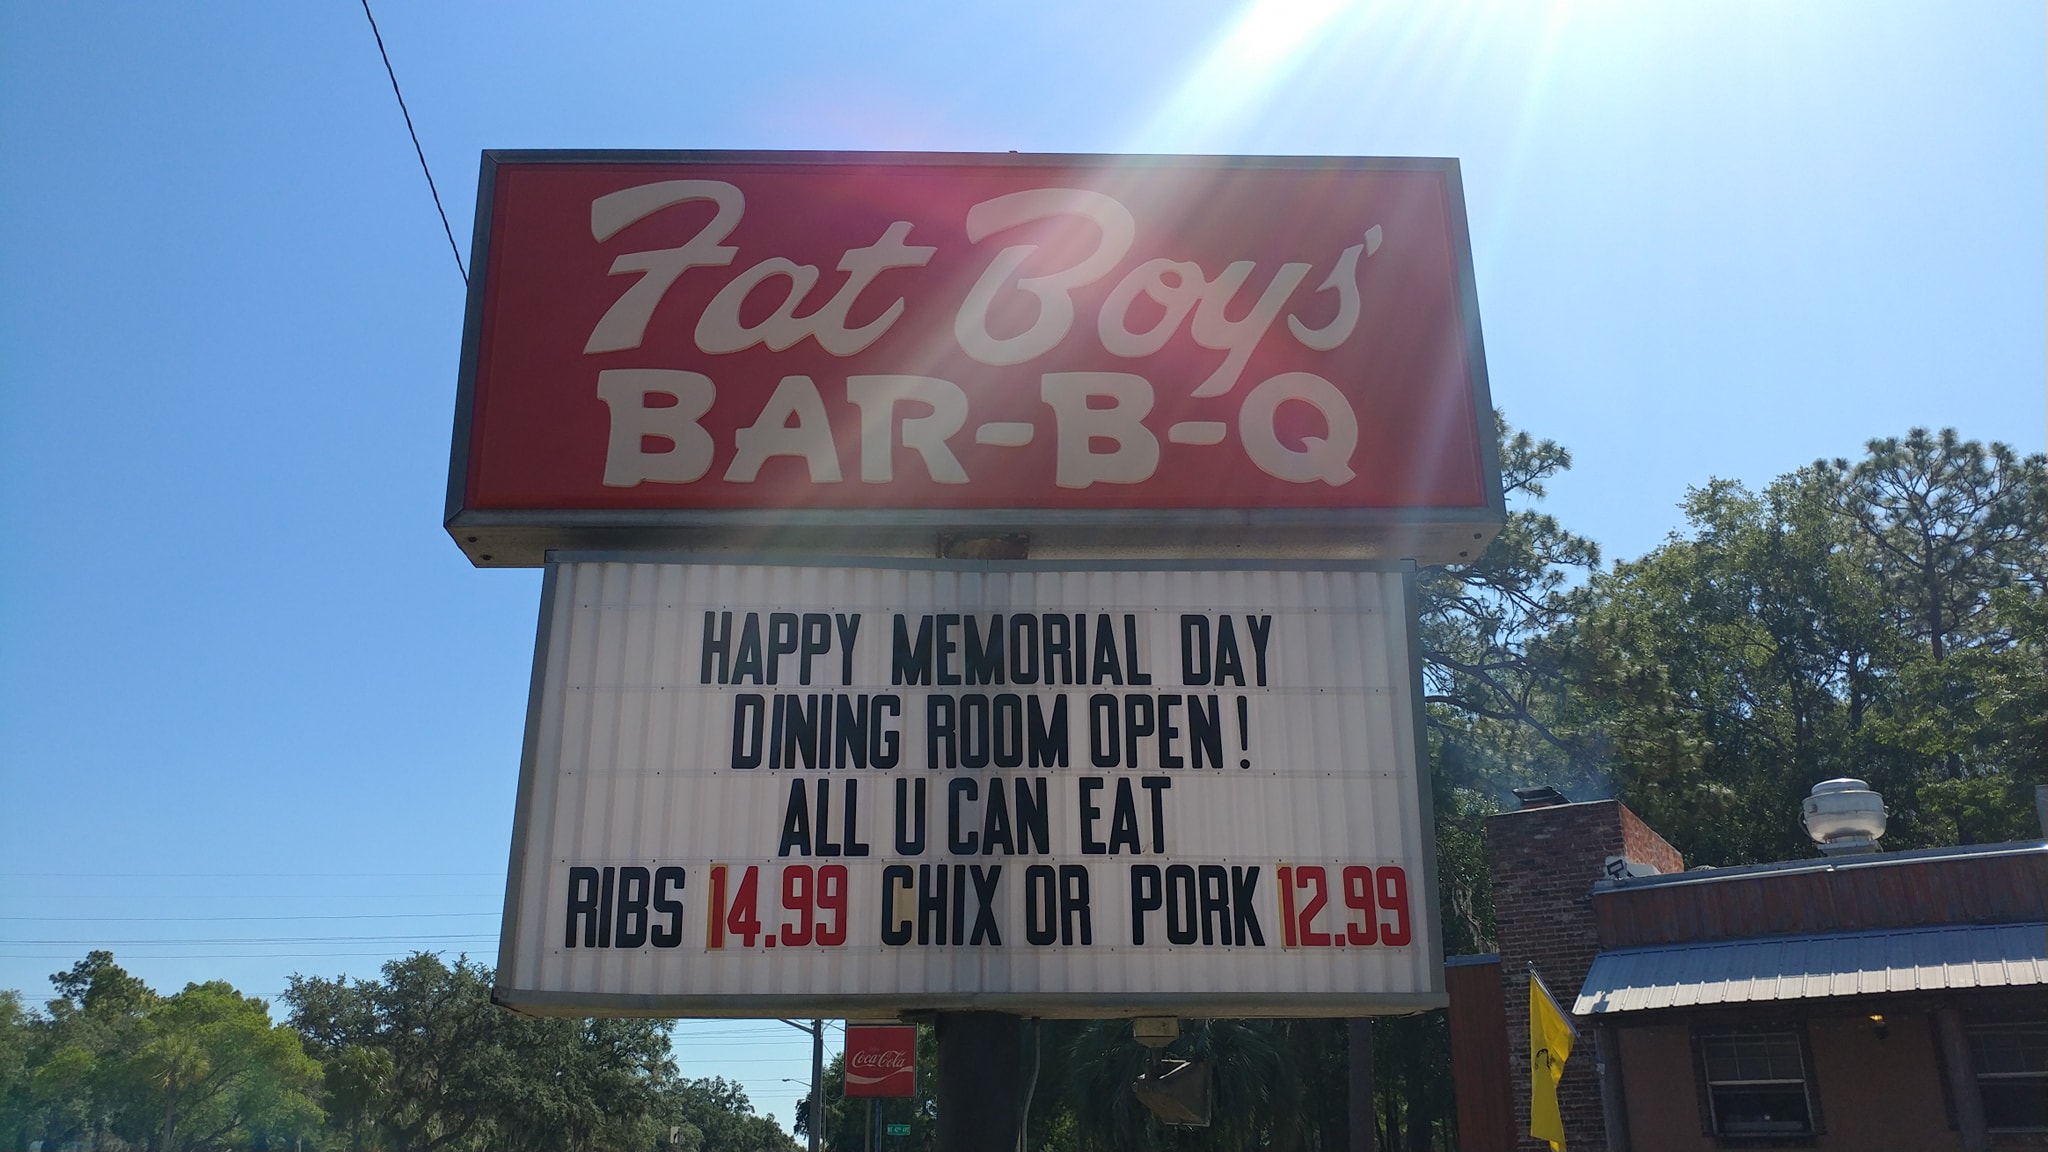 Fat Boys'
BAR-B-Q
HAPPY MEMORIAL DAY
DINING ROOM OPEN!
ALL U CAN EAT
RIBS 14.99 CHIX OR PORK 12.99
Coca-Cola